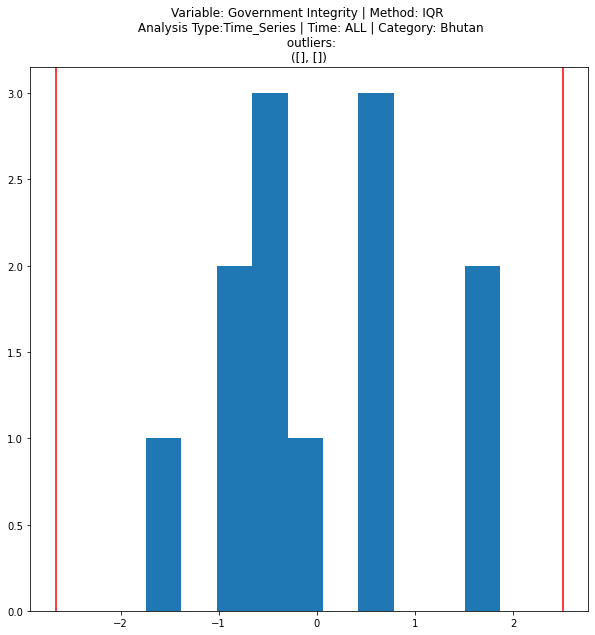 Variable: Government Integrity | Method: IQR
Analysis Type:Time_Series | Time: ALL | Category: Bhutan
outliers:
([], [])
3.0
2.5
2.0
1.5
1.0
0.5
0.0
−2 −1 0 1 2